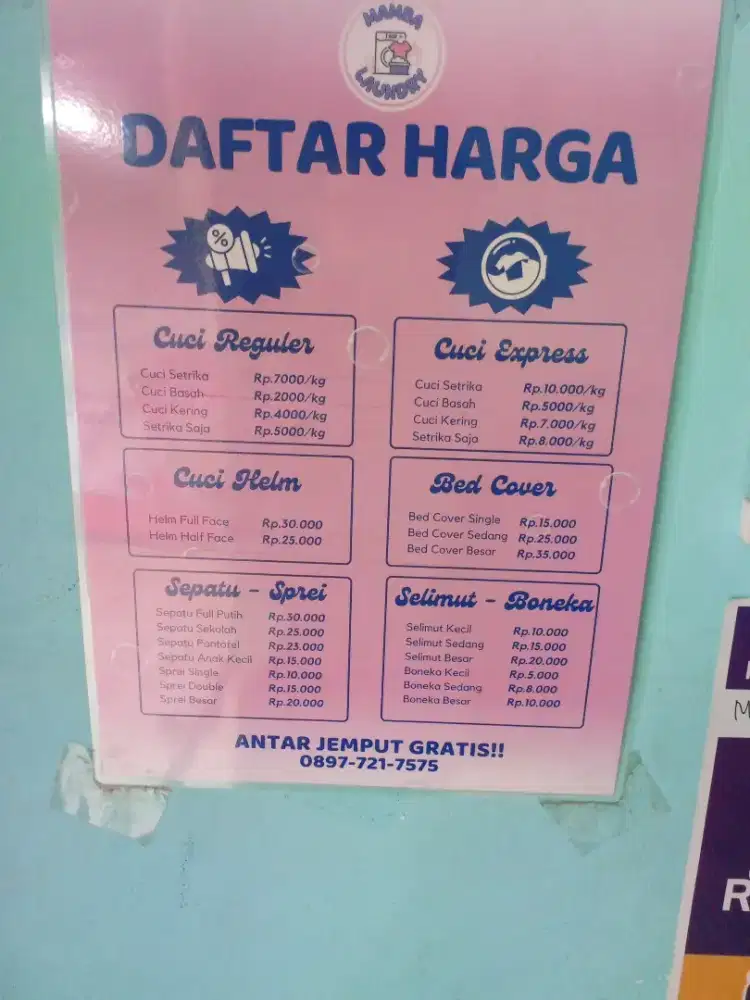 MAMBA
LAUNDRY
DAFTAR HARGA
%
Cuci Reguler
Cuci Setrika Rp.7000/kg
Cuci Basah Rp.2000/kg
Cuci Kering Rp.4000/kg
Setrika Saja Rp.5000/kg
Cuci Express
Cuci Setrika Rp.10.000/kg
Cuci Basah Rp.5000/kg
Cuci Kering Rp.7.000/kg
Setrika Saja Rp.8.000/kg
Cuci Helm
Helm Full Face Rp.30.000
Helm Half Face Rp.25.000
Bed Cover
Bed Cover Single Rp.15.000
Bed Cover Sedang Rp.25.000
Bed Cover Besar Rp.35.000
Sepatu - Sprei
Sepatu Full Putih Rp.30.000
Sepatu Sekolah Rp.25.000
Sepatu Pantofel Rp.23.000
Sepatu Anak Kecil Rp.15.000
Sprei Single Rp.10.000
Sprei Double Rp.15.000
Sprei Besar Rp.20.000
Selimut - Boneka
Selimut Kecil Rp.10.000
Selimut Sedang Rp.15.000
Selimut Besar Rp.20.000
Boneka Kecil Rp.5.000
Boneka Sedang Rp.8.000
Boneka Besar Rp.10.000
ANTAR JEMPUT GRATIS!!
0897-721-7575
M
R